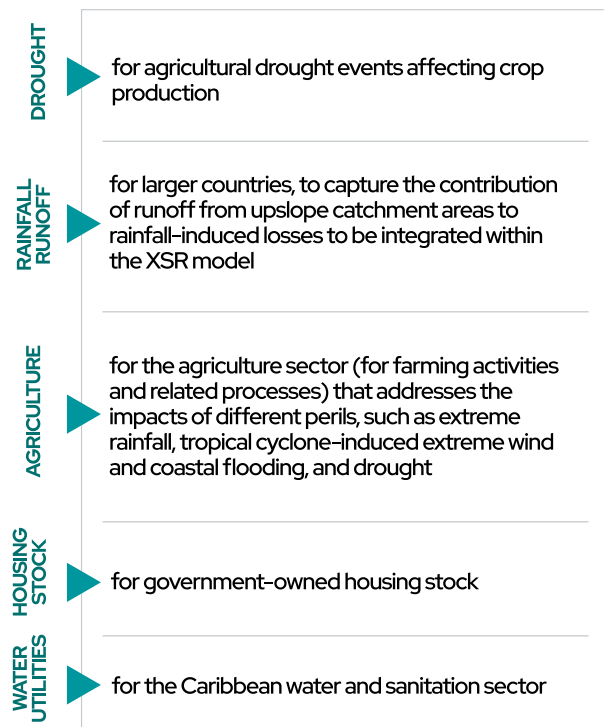 DROUGHT
for agricultural drought events affecting crop
production
RAINFALL
RUNOFF
for larger countries, to capture the contribution
of runoff from upslope catchment areas to
rainfall-induced losses to be integrated within
the XSR model
AGRICULTURE
for the agriculture sector (for farming activities
and related processes) that addresses the
impacts of different perils, such as extreme
rainfall, tropical cyclone-induced extreme wind
and coastal flooding, and drought
HOUSING
STOCK
for government-owned housing stock
WATER
UTILITIES
for the Caribbean water and sanitation sector